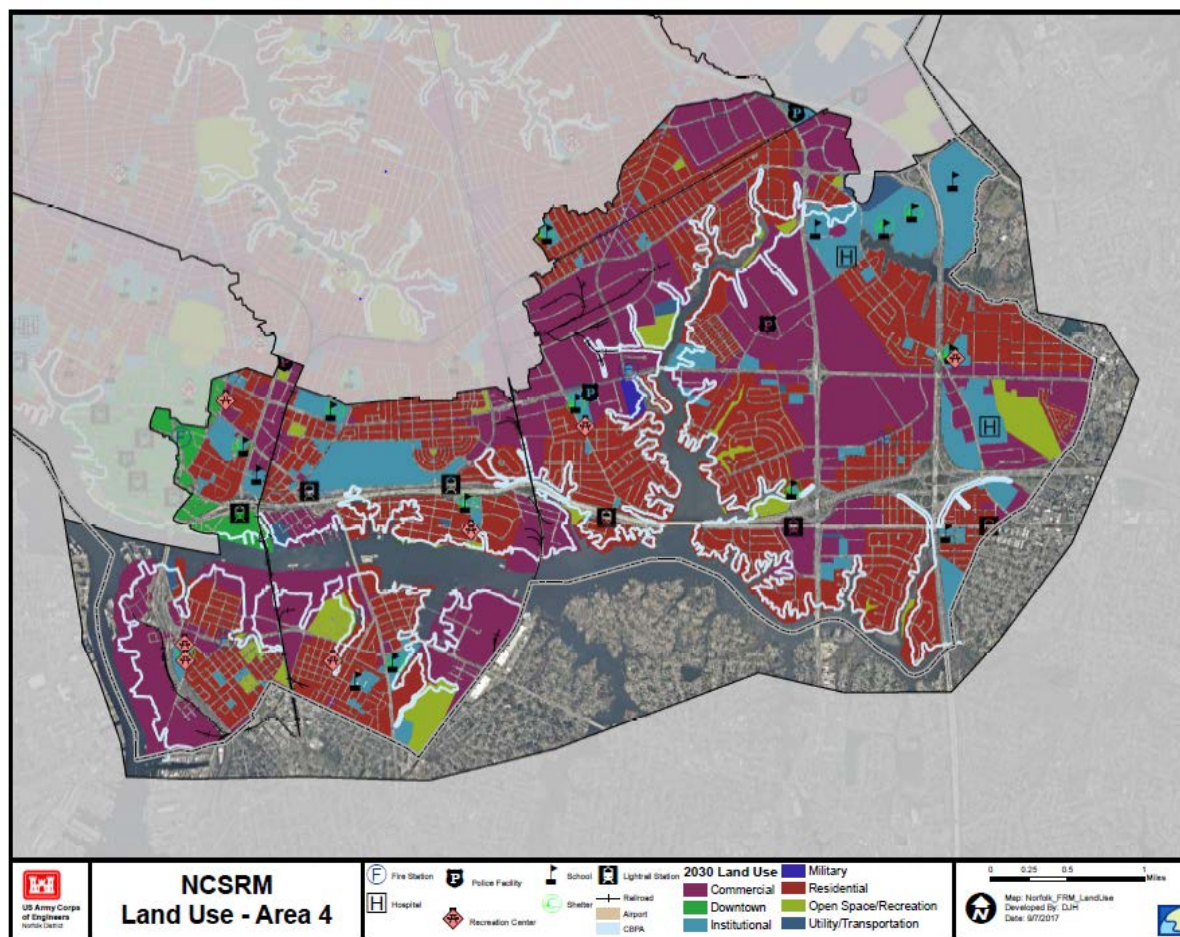 US Army Corps
of Engineers
Norfolk District
NCSRM
Land Use - Area 4
F Fire Station
P Police Facility
School
Lightrail Station
H Hospital
Recreation Center
Shelter
Railroad
Airport
CBPA
2030 Land Use
Commercial
Downtown
Institutional
Military
Residential
Open Space/Recreation
Utility/Transportation
0 0.25 0.5 1
Miles
N
Map: Norfolk_FRM_LandUse
Developed By: DJH
Date: 9/7/2017
P
H
P
P
H
P